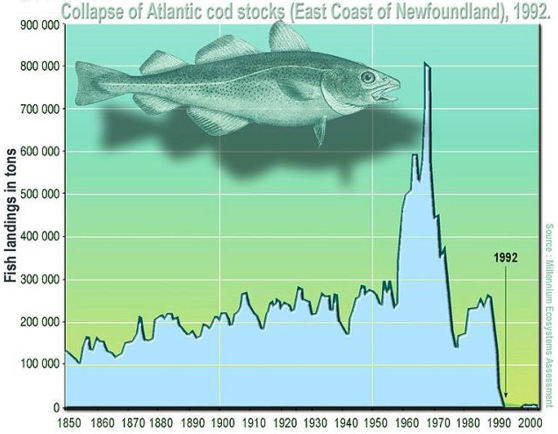 Collapse of Atlantic cod stocks (East Coast of Newfoundland), 1992.
900 000
800 000
700 000
600 000
500 000
400 000
300 000
200 000
100 000
0
Fish landings in tons
1992
Source : Millennium Ecosystems Assessment
1850 1860 1870 1880 1890 1900 1910 1920 1930 1940 1950 1960 1970 1980 1990 2000